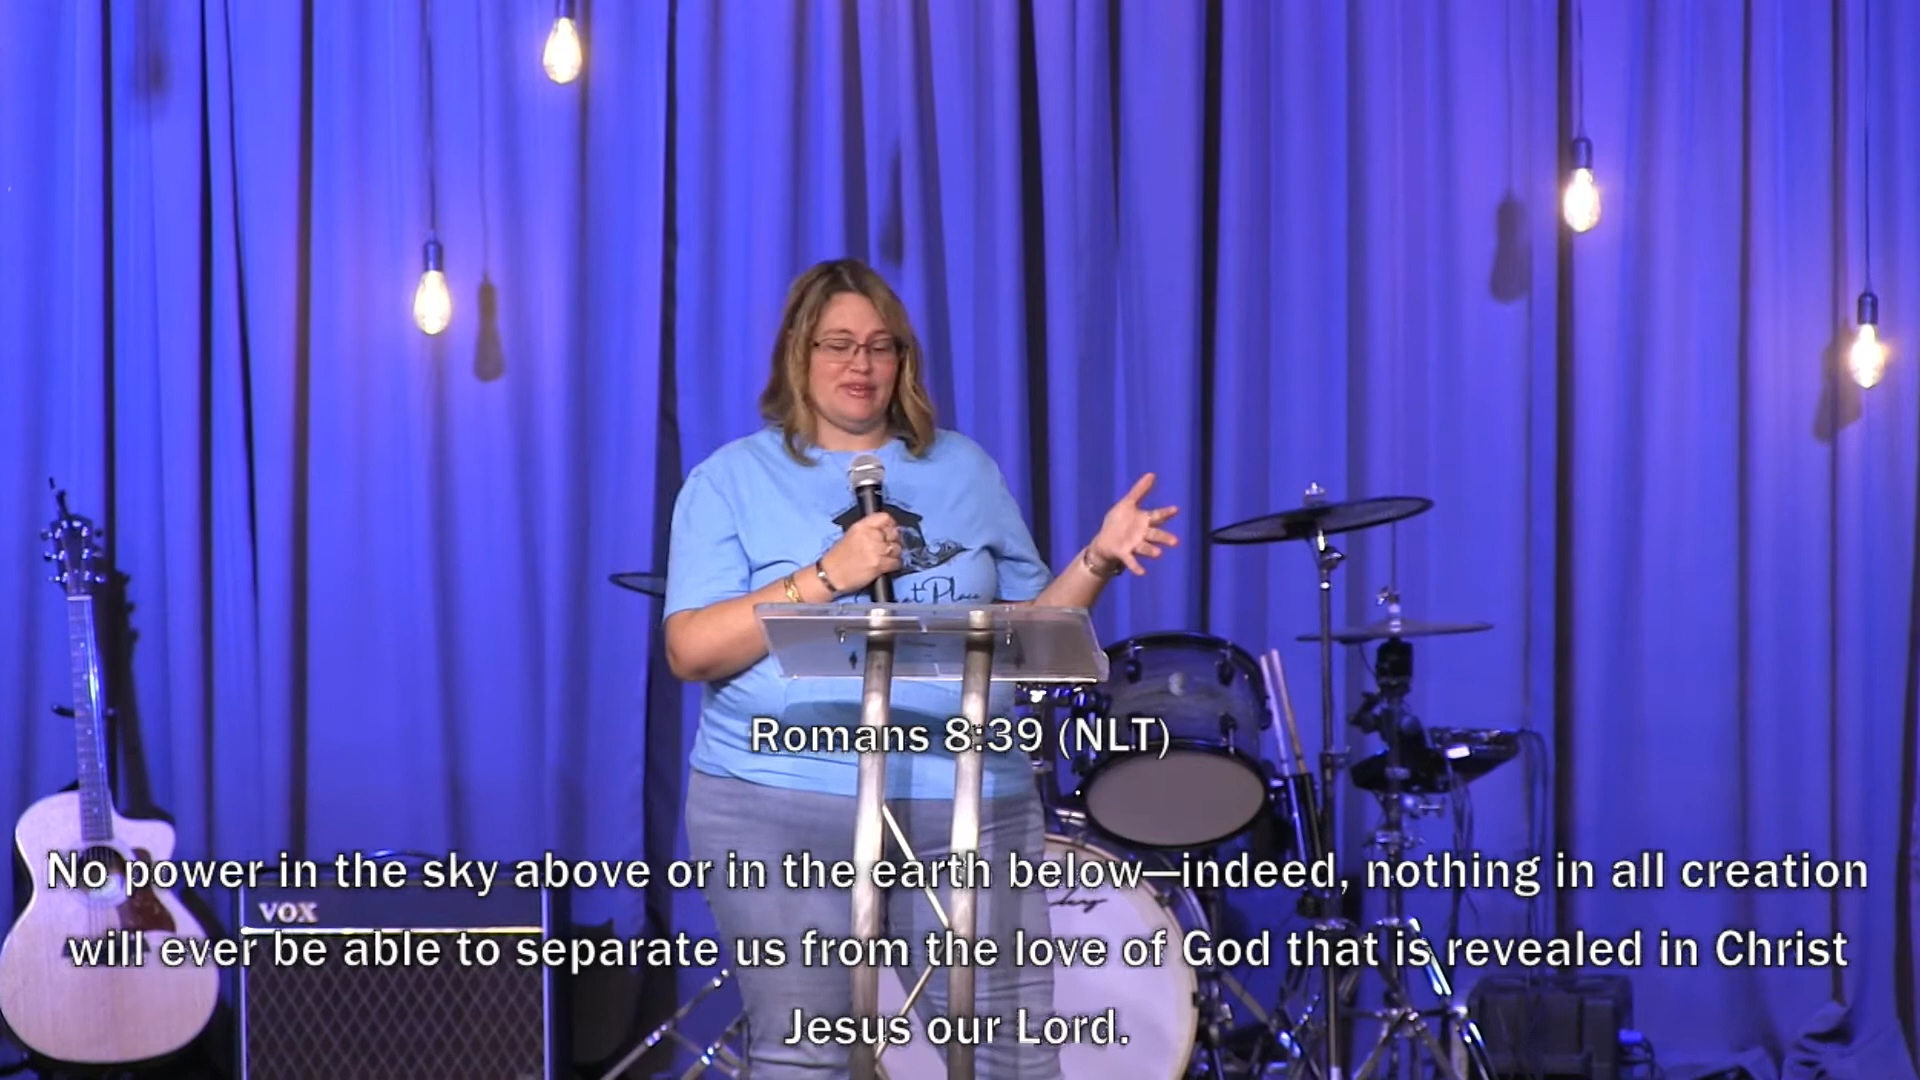 Place
Romans 8:39 (NLT)
No power in the sky above or in the earth below—indeed, nothing in all creation
VOX
will ever be able to separate us from the love of God that is revealed in Christ
Jesus our Lord.